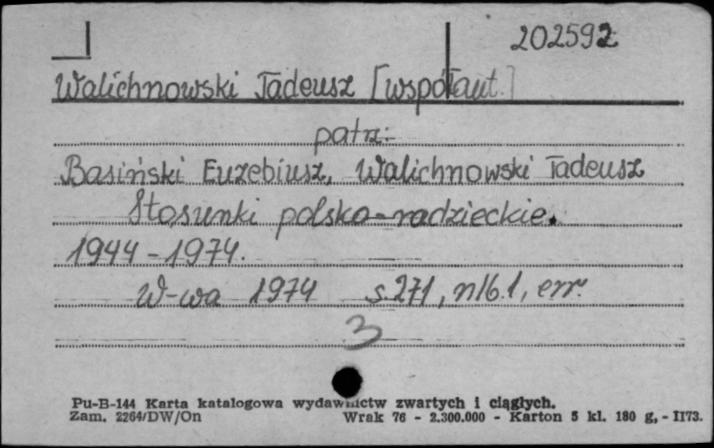 202592
Walichnowski Tadeusz [współaut.]
patrz:
Basiński Euzebiusz, Walichnowski Tadeusz
Stosunki polsko-radzieckie.
1944-1974.
W-wa 1974 s.271, nlb.1, err.
3
Pu-B-144 Karta katalogowa wydawnictw zwartych i ciągłych.
Zam. 2264/DW/On Wrak 76 - 2.300.000 - Karton 5 kl. 180 g. - II73.